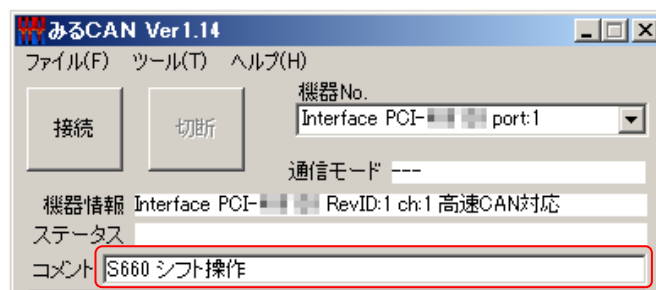 みるCAN Ver1.14
ファイル(F) ツール(T) ヘルプ(H)
接続
切断
機器No.
Interface PCI- port:1
通信モード ---
機器情報 Interface PCI- RevID:1 ch:1 高速CAN対応
ステータス
コメント S660 シフト操作